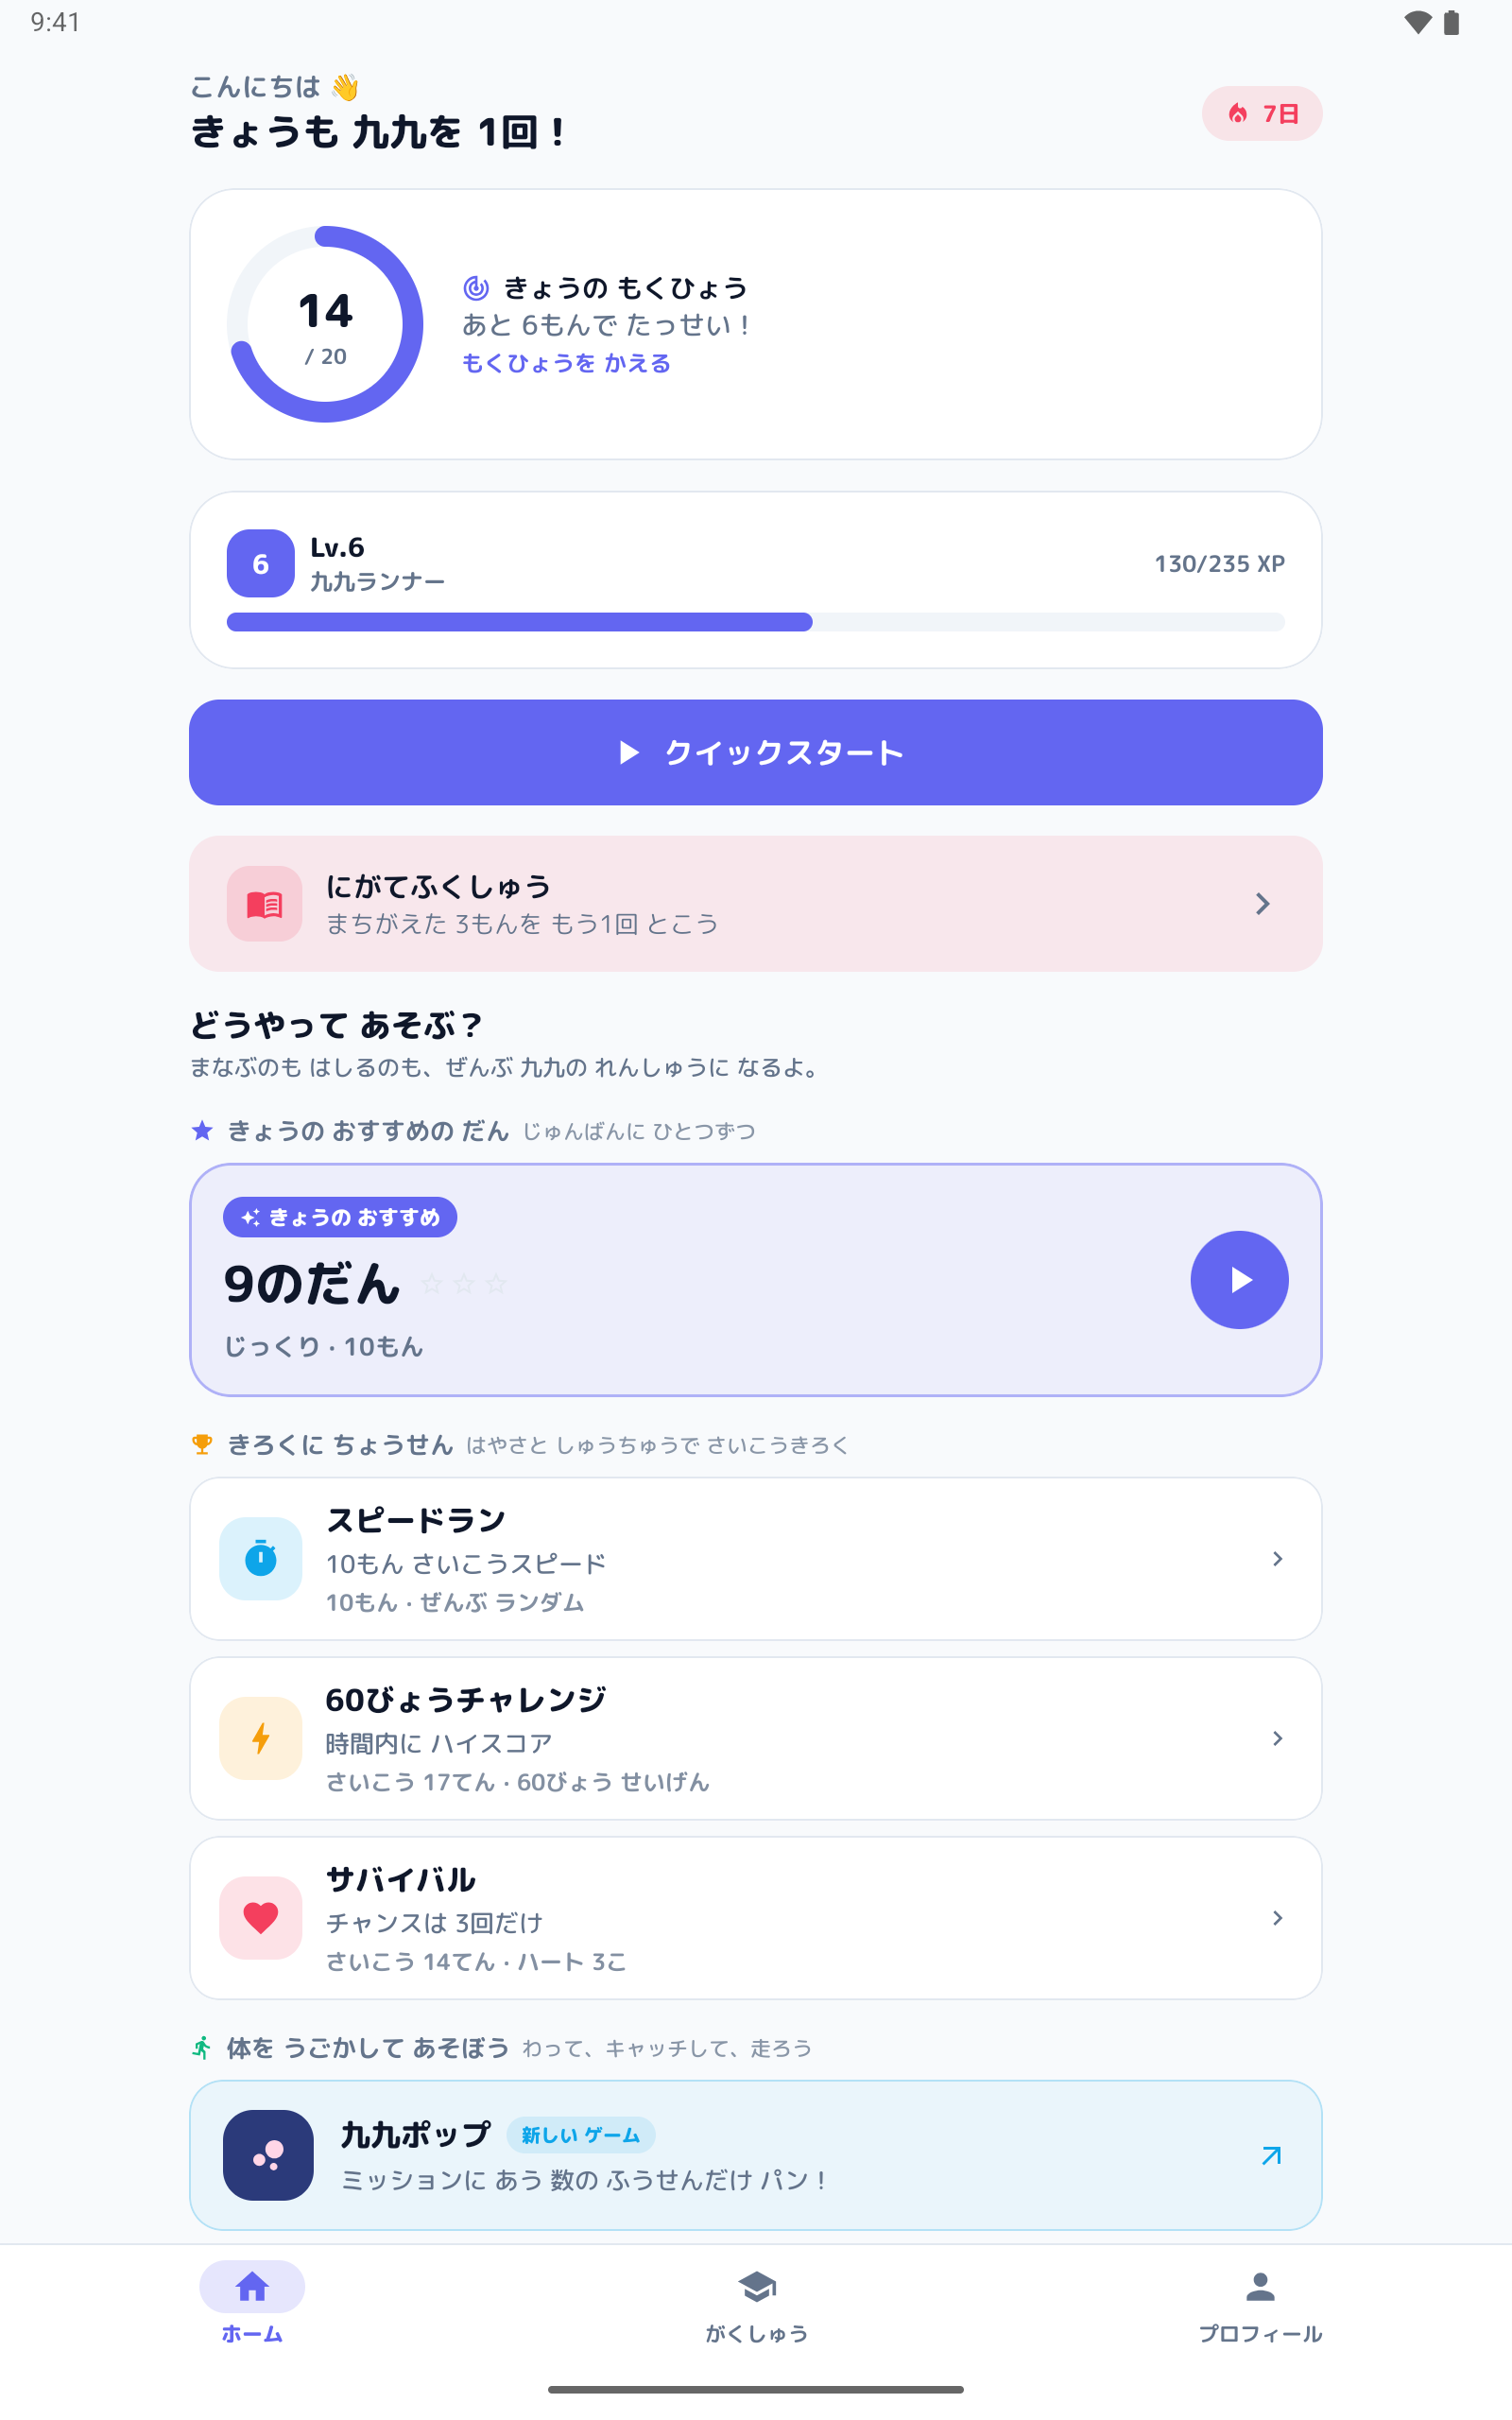 9:41
こんにちは 👋
きょうも 九九を 1回！
7日
14
/ 20
きょうの もくひょう
あと 6もんで たっせい！
もくひょうを かえる
6
Lv.6
九九ランナー
130/235 XP
クイックスタート
にがてふくしゅう
まちがえた 3もんを もう1回 とこう
どうやって あそぶ？
まなぶのも はしるのも、ぜんぶ 九九の れんしゅうに なるよ。
きょうの おすすめの だん じゅんばんに ひとつずつ
きょうの おすすめ
9のだん
じっくり · 10もん
きろくに ちょうせん はやさと しゅうちゅうで さいこうきろく
スピードラン
10もん さいこうスピード
10もん · ぜんぶ ランダム
60びょうチャレンジ
時間内に ハイスコア
さいこう 17てん · 60びょう せいげん
サバイバル
チャンスは 3回だけ
さいこう 14てん · ハート 3こ
体を うごかして あそぼう わって、キャッチして、走ろう
九九ポップ 新しい ゲーム
ミッションに あう 数の ふうせんだけ パン！
ホーム
がくしゅう
プロフィール